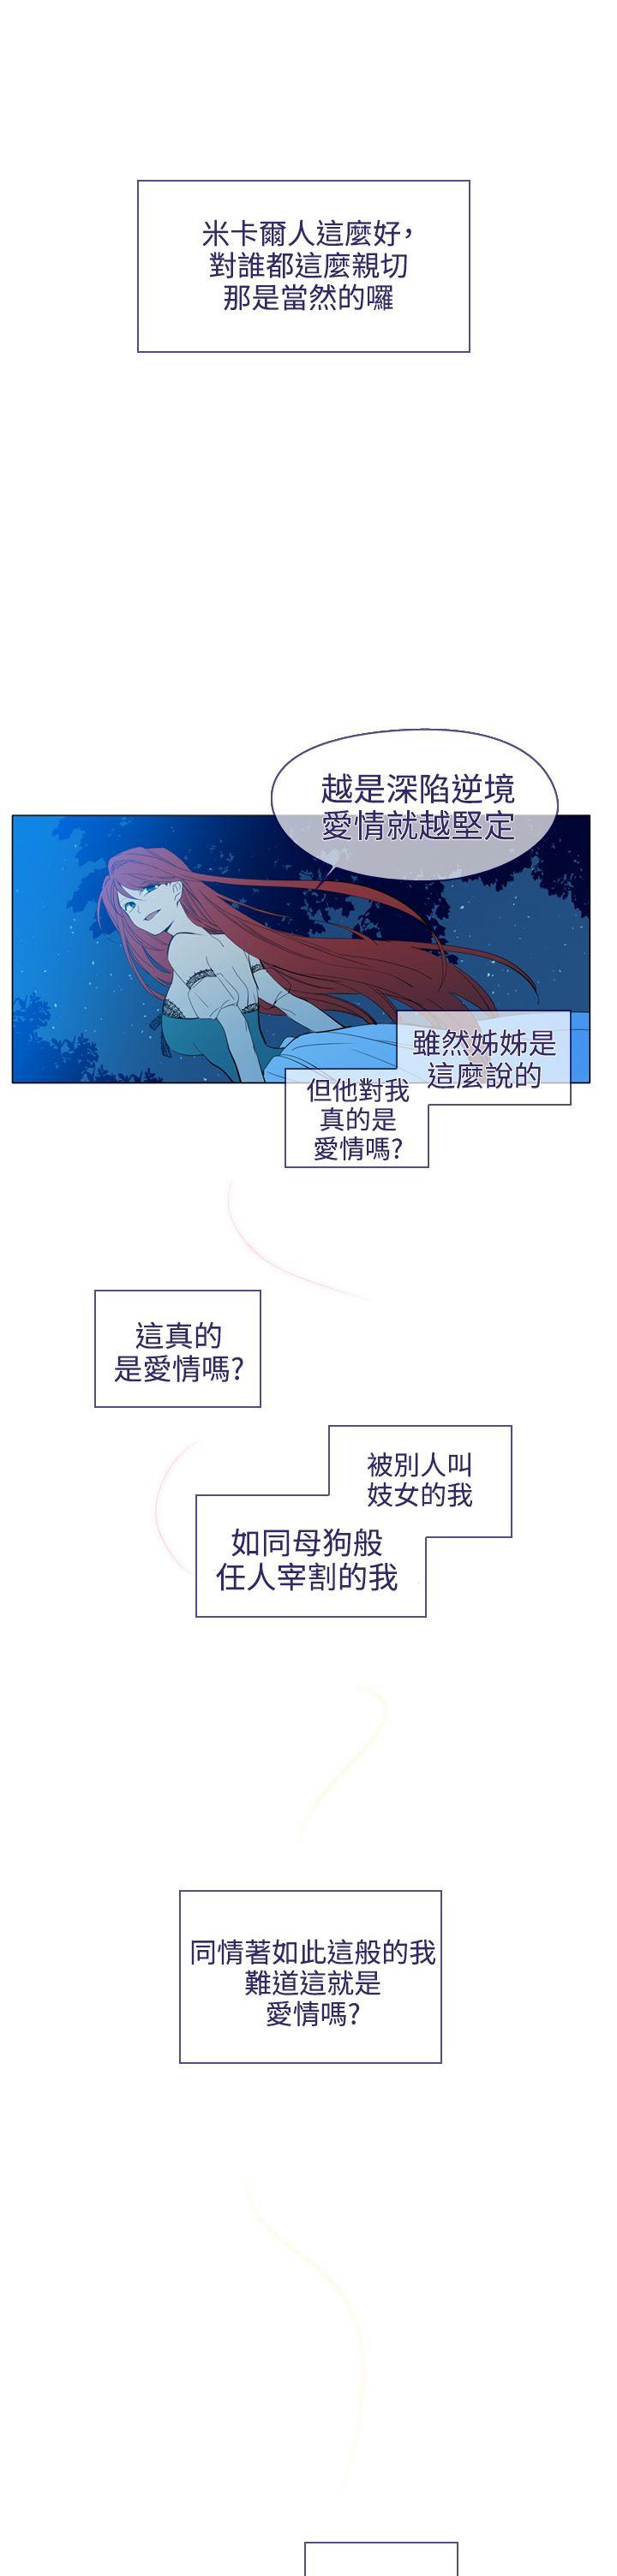 米卡爾人這麼好，
對誰都這麼親切
那是當然的囉
越是深陷逆境
愛情就越堅定
雖然姊姊是
這麼說的
但他對我
真的是
愛情嗎?
這真的
是愛情嗎?
被別人叫
妓女的我
如同母狗般
任人宰割的我
同情著如此這般的我
難道這就是
愛情嗎?